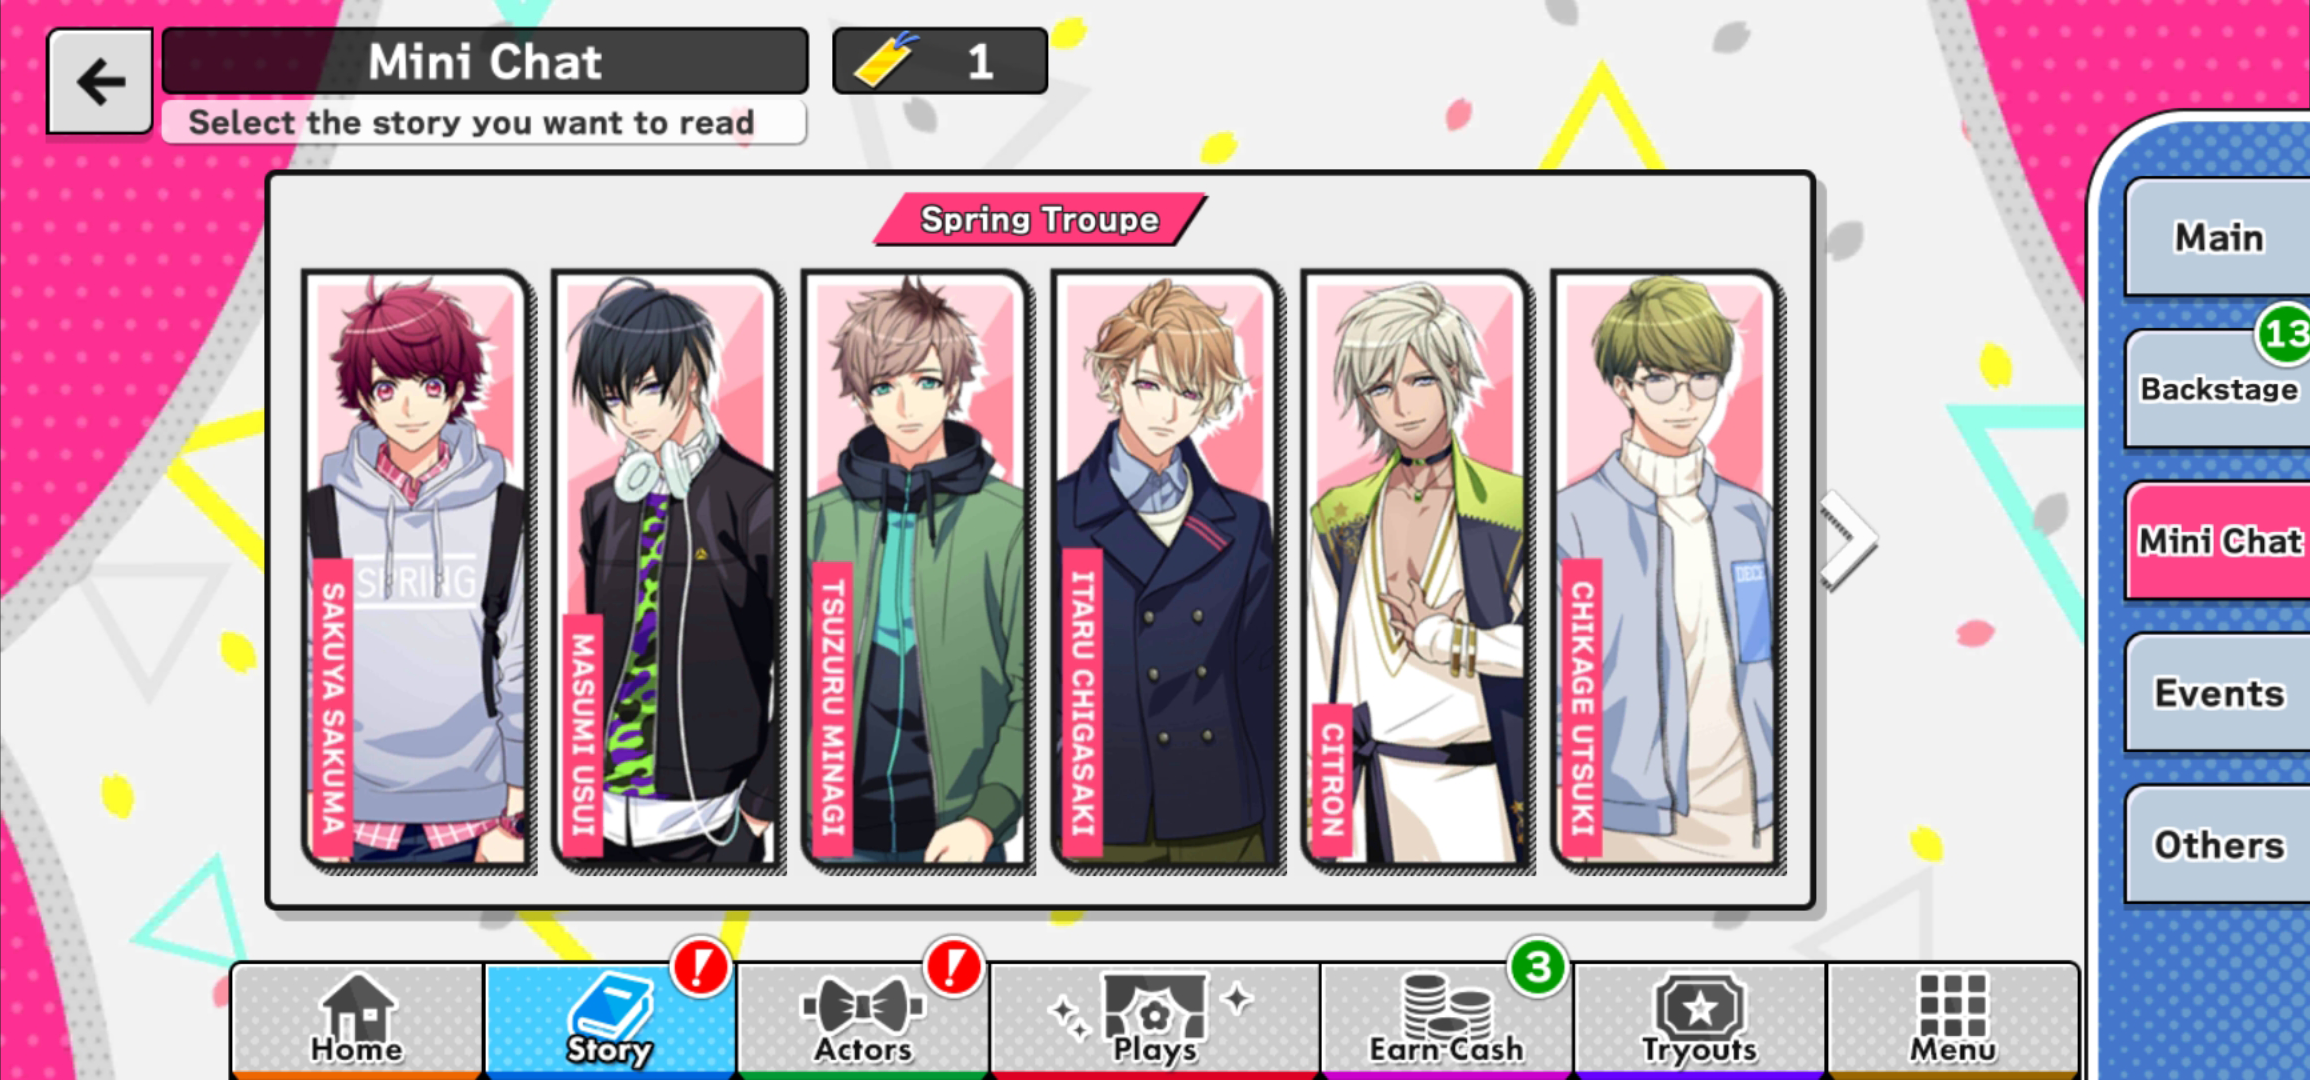 Mini Chat
1
Select the story you want to read
Spring Troupe
SPRING
SAKUYA SAKUMA
MASUMI USUI
TSUZURU MINAGI
ITARU CHIGASAKI
CITRON
DECE
CHIKAGE UTSUKI
Main
13
Backstage
Mini Chat
Events
Others
Home
!
Story
!
Actors
Plays
3
Earn Cash
Tryouts
Menu